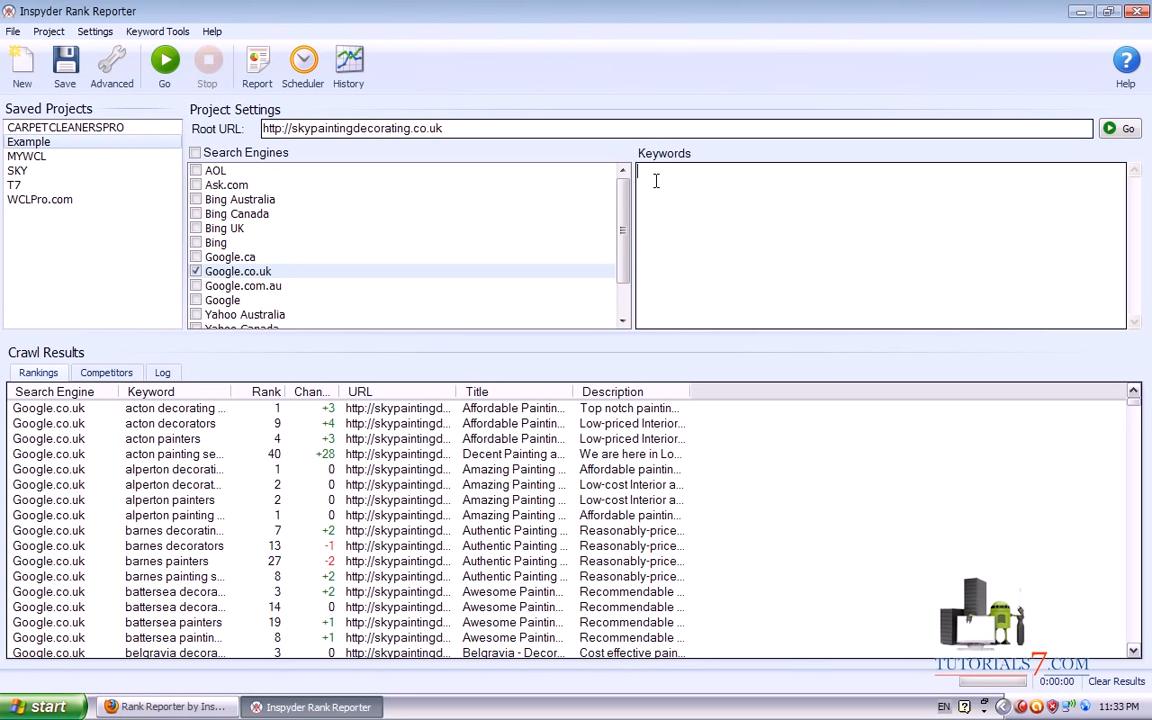 Inspyder Rank Reporter
File Project Settings Keyword Tools Help
New Save Advanced Go Stop Report Scheduler History Help
Saved Projects
CARPETCLEANERSPRO
Example
MYWCL
SKY
T7
WCLPro.com
Project Settings
Root URL: http://skypaintingdecorating.co.uk Go
Search Engines
AOL
Ask.com
Bing Australia
Bing Canada
Bing UK
Bing
Google.ca
Google.co.uk
Google.com.au
Google
Yahoo Australia
Yahoo Canada
Keywords
Crawl Results
Rankings Competitors Log
Search Engine Keyword Rank Chan... URL Title Description
Google.co.uk acton decorating ... 1 +3 http://skypaintingd... Affordable Paintin... Top notch paintin...
Google.co.uk acton decorators 9 +4 http://skypaintingd... Affordable Paintin... Low-priced Interior...
Google.co.uk acton painters 4 +3 http://skypaintingd... Affordable Paintin... Low-priced Interior...
Google.co.uk acton painting se... 40 +28 http://skypaintingd... Decent Painting a... We are here in Lo...
Google.co.uk alperton decorati... 1 0 http://skypaintingd... Amazing Painting ... Affordable paintin...
Google.co.uk alperton decorat... 2 0 http://skypaintingd... Amazing Painting ... Low-cost Interior a...
Google.co.uk alperton painters 2 0 http://skypaintingd... Amazing Painting ... Low-cost Interior a...
Google.co.uk alperton painting ... 1 0 http://skypaintingd... Amazing Painting ... Affordable paintin...
Google.co.uk barnes decoratin... 7 +2 http://skypaintingd... Authentic Painting ... Reasonably-price...
Google.co.uk barnes decorators 13 -1 http://skypaintingd... Authentic Painting ... Reasonably-price...
Google.co.uk barnes painters 27 -2 http://skypaintingd... Authentic Painting ... Reasonably-price...
Google.co.uk barnes painting s... 8 +2 http://skypaintingd... Authentic Painting ... Reasonably-price...
Google.co.uk battersea decora... 3 +2 http://skypaintingd... Awesome Paintin... Recommendable ...
Google.co.uk battersea decora... 14 0 http://skypaintingd... Awesome Paintin... Recommendable ...
Google.co.uk battersea painters 19 +1 http://skypaintingd... Awesome Paintin... Recommendable ...
Google.co.uk battersea paintin... 8 +1 http://skypaintingd... Awesome Paintin... Recommendable ...
Google.co.uk belgravia decora... 3 0 http://skypaintingd... Belgravia - Decor... Cost effective pain...
TUTORIALS7.COM
0:00:00 Clear Results
start Rank Reporter by Ins... Inspyder Rank Reporter EN 11:33 PM